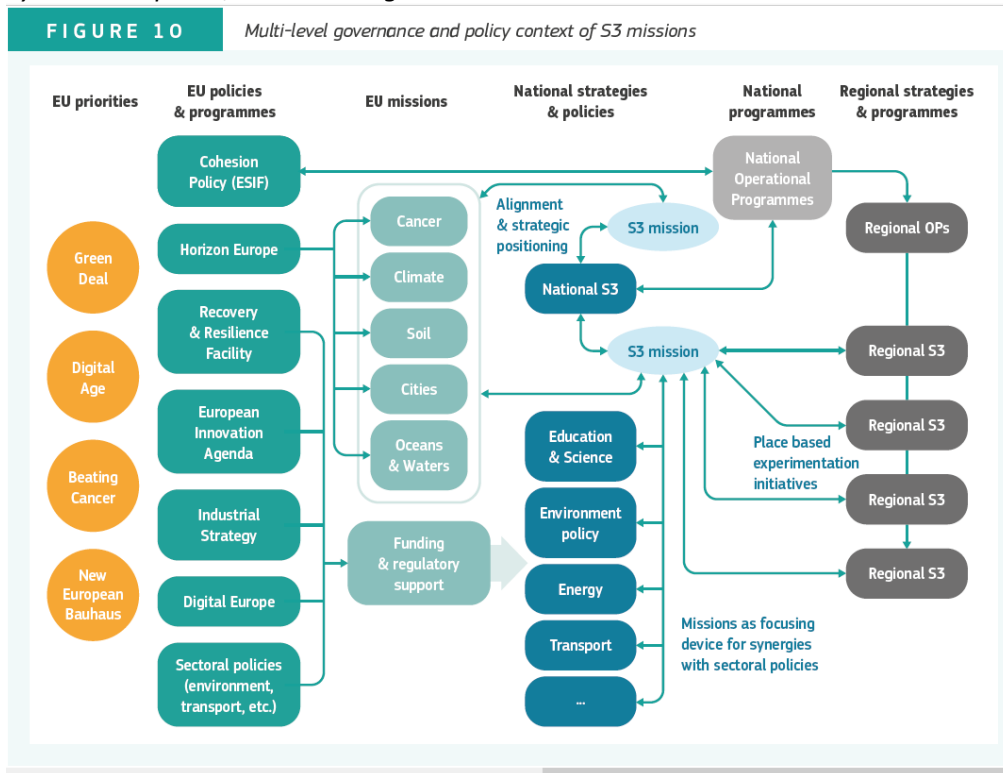 FIGURE 10
Multi-level governance and policy context of S3 missions
EU priorities
EU policies
& programmes
EU missions
National strategies
& policies
National
programmes
Regional strategies
& programmes
Green
Deal
Digital
Age
Beating
Cancer
New
European
Bauhaus
Cohesion
Policy (ESIF)
Horizon Europe
Recovery
& Resilience
Facility
European
Innovation
Agenda
Industrial
Strategy
Digital Europe
Sectoral policies
(environment,
transport, etc.)
Cancer
Climate
Soil
Cities
Oceans
& Waters
Funding
& regulatory
support
Alignment
& strategic
positioning
S3 mission
National S3
S3 mission
Education
& Science
Environment
policy
Energy
Transport
...
National
Operational
Programmes
Place based
experimentation
initiatives
Missions as focusing
device for synergies
with sectoral policies
Regional OPs
Regional S3
Regional S3
Regional S3
Regional S3